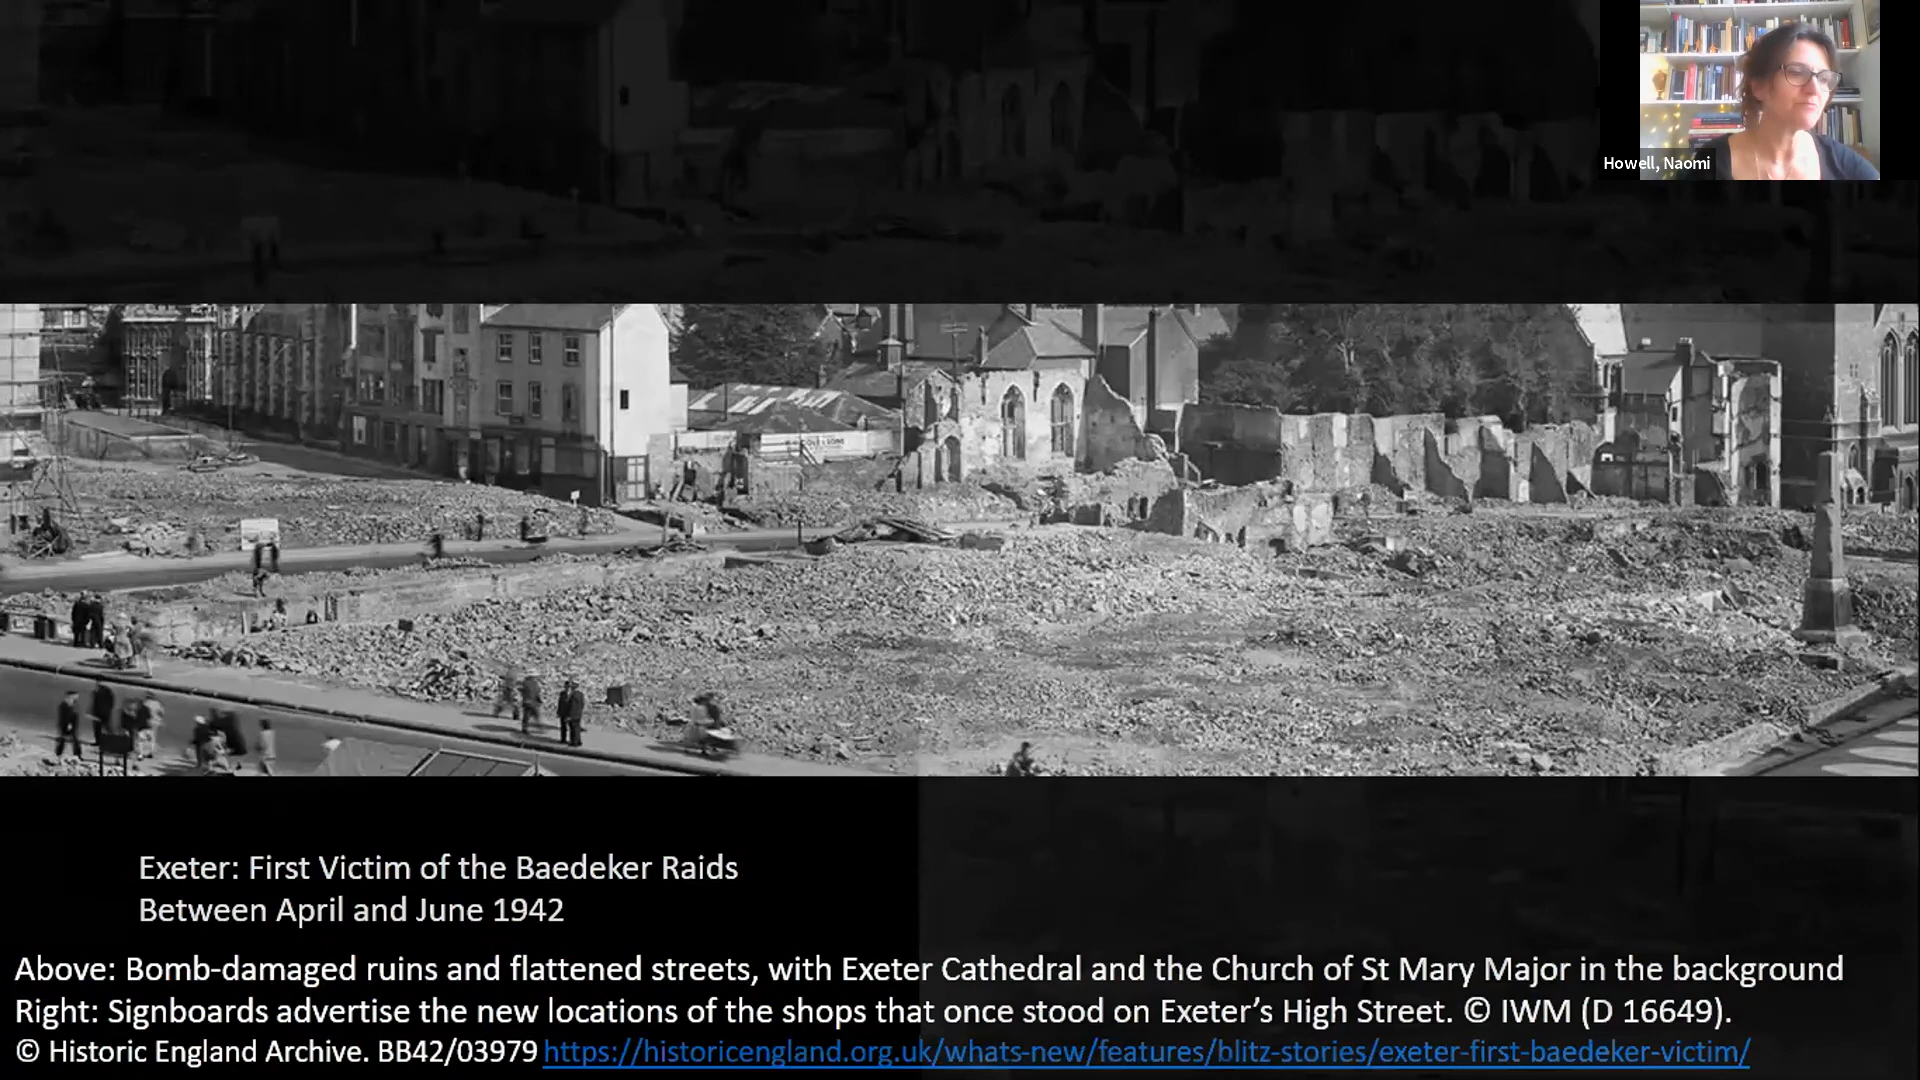 Howell, Naomi
Exeter: First Victim of the Baedeker Raids
Between April and June 1942
Above: Bomb-damaged ruins and flattened streets, with Exeter Cathedral and the Church of St Mary Major in the background
Right: Signboards advertise the new locations of the shops that once stood on Exeter’s High Street. © IWM (D 16649).
© Historic England Archive. BB42/03979 https://historicengland.org.uk/whats-new/features/blitz-stories/exeter-first-baedeker-victim/